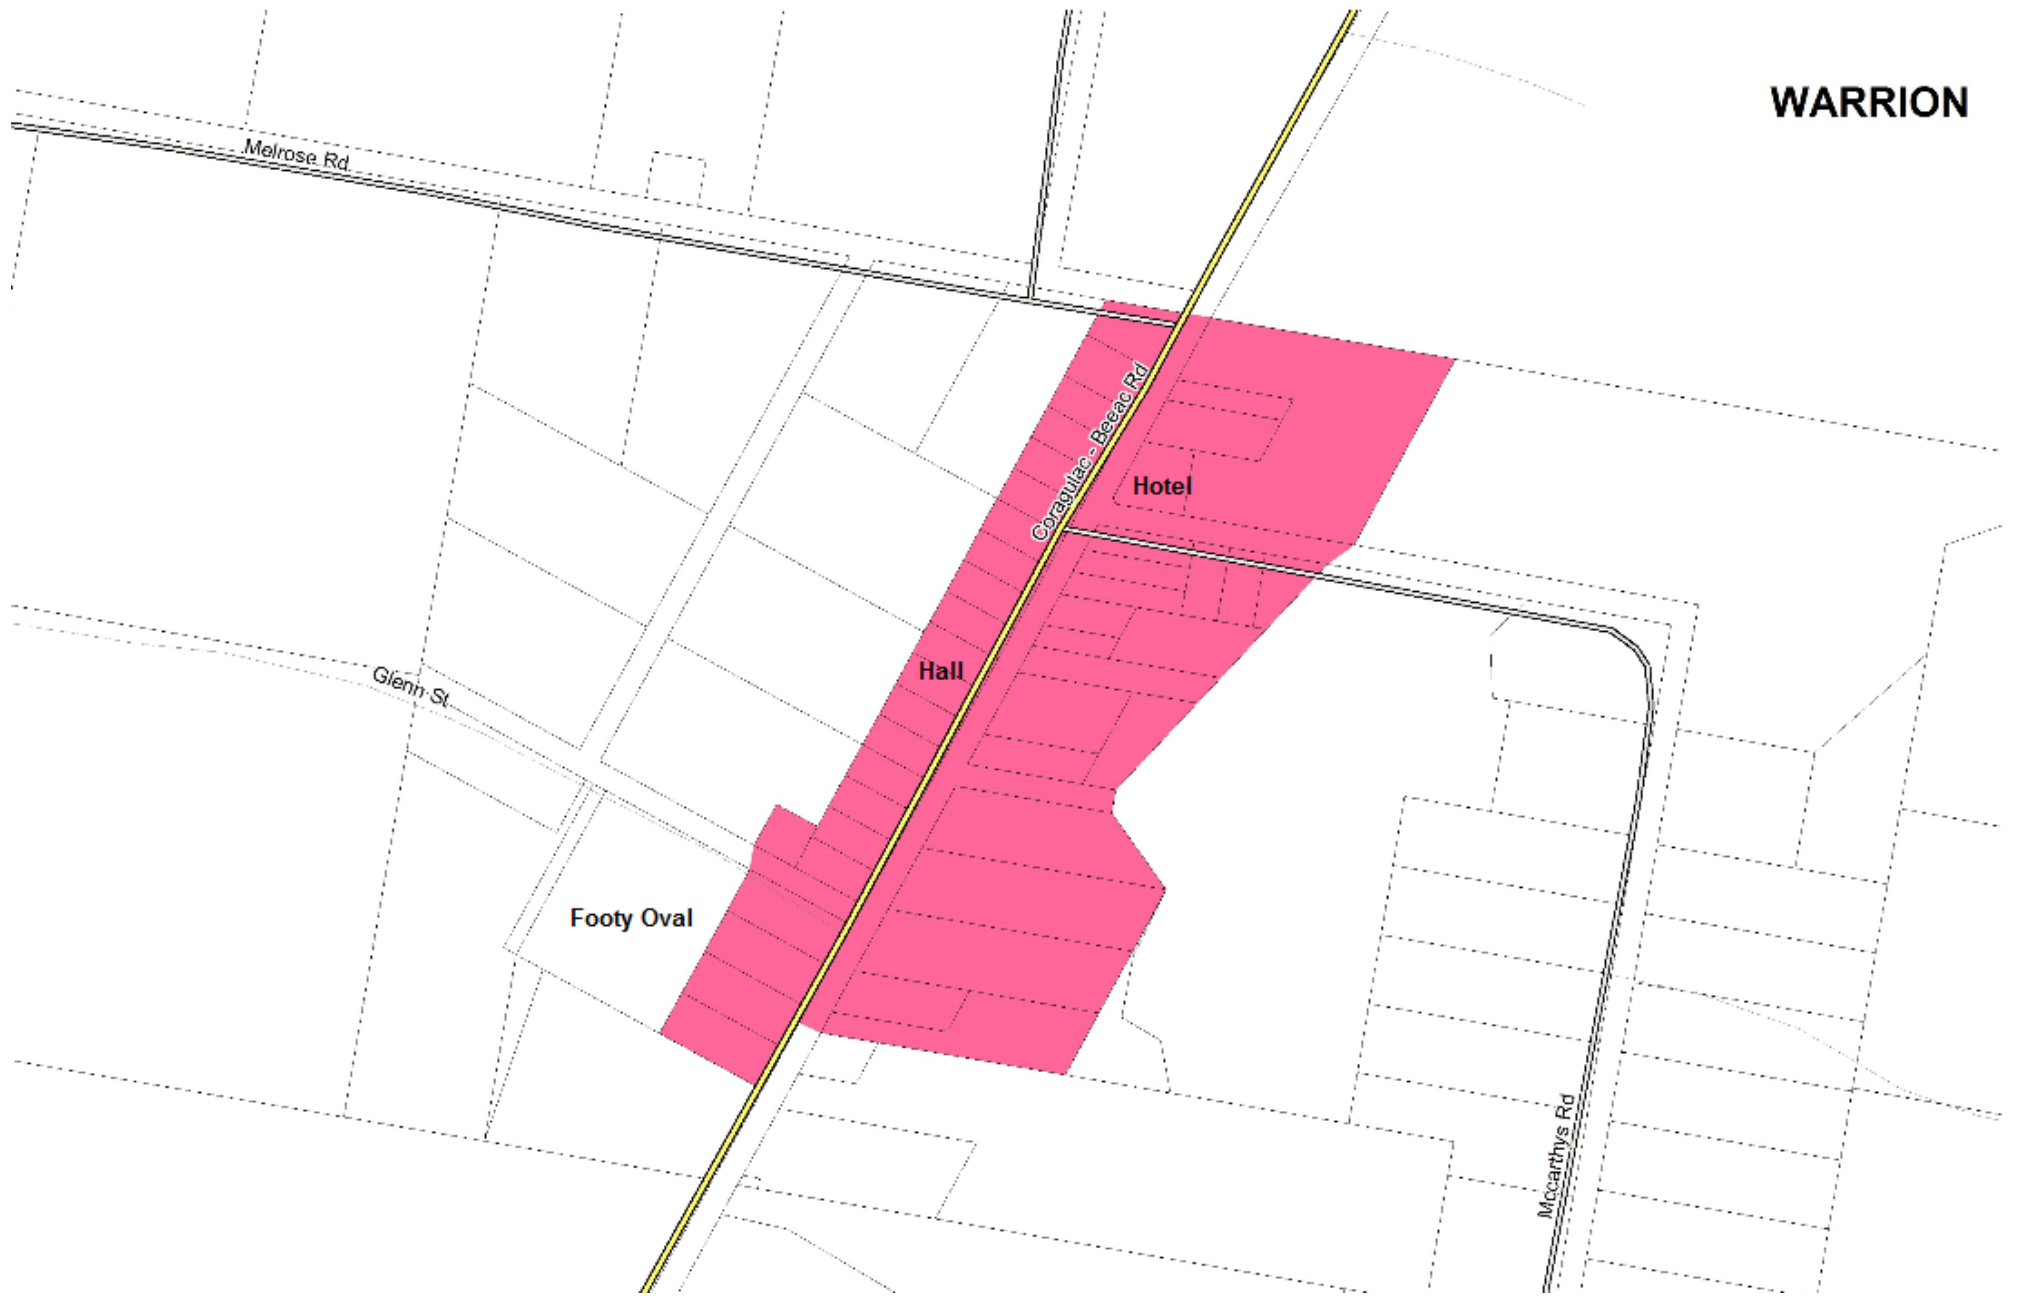 WARRION
Melrose Rd
Coragulac - Beeac Rd
Hotel
Hall
Glenn St
Footy Oval
Mccarthys Rd